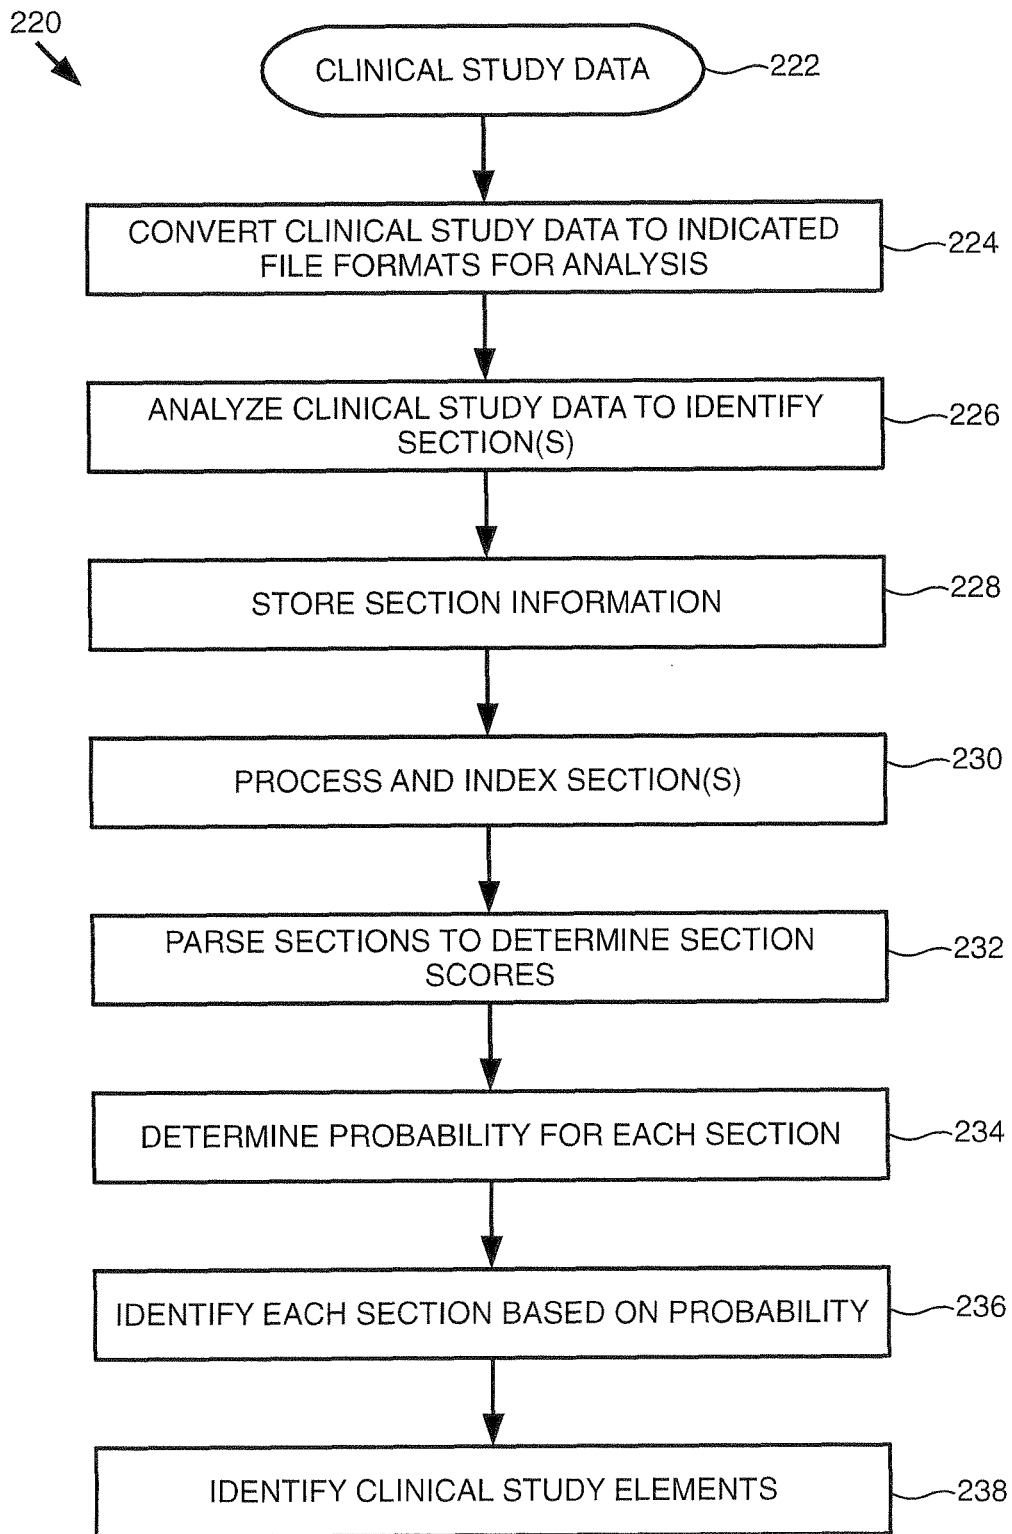 220
CLINICAL STUDY DATA
222
CONVERT CLINICAL STUDY DATA TO INDICATED
FILE FORMATS FOR ANALYSIS
224
ANALYZE CLINICAL STUDY DATA TO IDENTIFY
SECTION(S)
226
STORE SECTION INFORMATION
228
PROCESS AND INDEX SECTION(S)
230
PARSE SECTIONS TO DETERMINE SECTION
SCORES
232
DETERMINE PROBABILITY FOR EACH SECTION
234
IDENTIFY EACH SECTION BASED ON PROBABILITY
236
IDENTIFY CLINICAL STUDY ELEMENTS
238